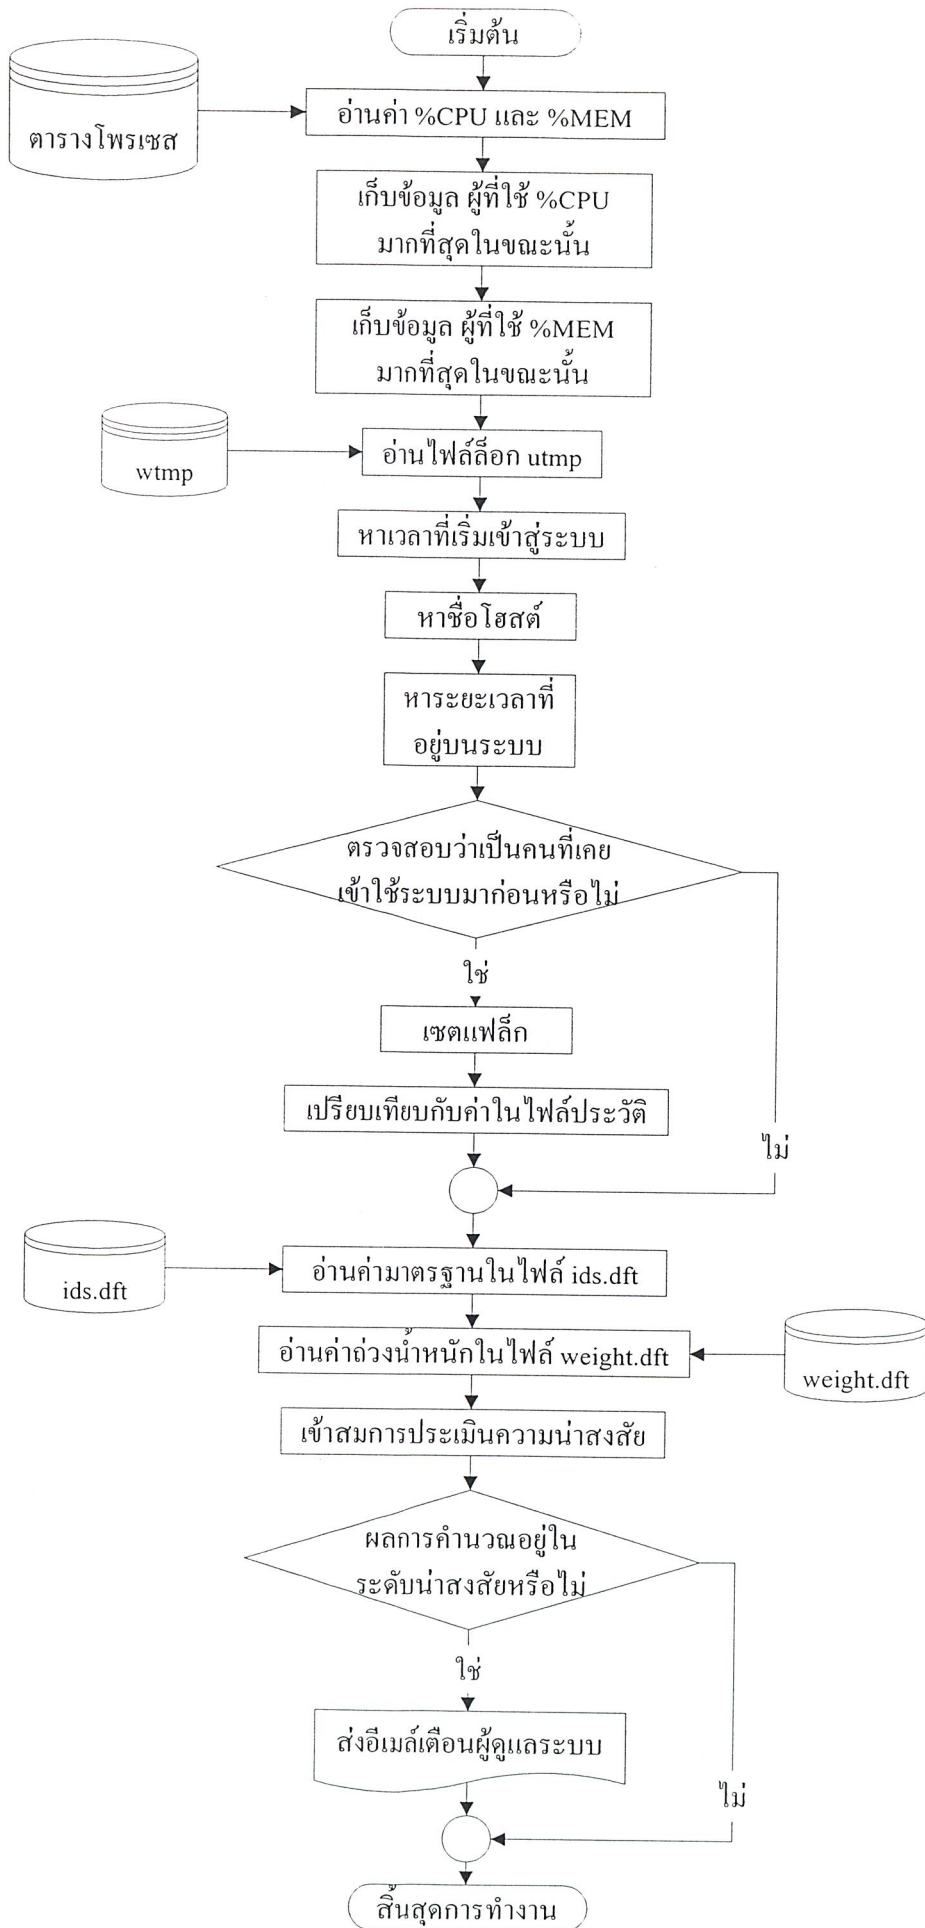 เริ่มต้น
ตารางโพรเซส
อ่านค่า %CPU และ %MEM
เก็บข้อมูล ผู้ที่ใช้ %CPU
มากที่สุดในขณะนั้น
เก็บข้อมูล ผู้ที่ใช้ %MEM
มากที่สุดในขณะนั้น
wtmp
อ่านไฟล์ล็อก utmp
หาเวลาที่เริ่มเข้าสู่ระบบ
หาชื่อโฮสต์
หาระยะเวลาที่
อยู่บนระบบ
ตรวจสอบว่าเป็นคนที่เคย
เข้าใช้ระบบมาก่อนหรือไม่
ใช่
เซตแฟล็ก
เปรียบเทียบกับค่าในไฟล์ประวัติ
ไม่
ids.dft
อ่านค่ามาตรฐานในไฟล์ ids.dft
อ่านค่าถ่วงน้ำหนักในไฟล์ weight.dft
weight.dft
เข้าสมการประเมินความน่าสงสัย
ผลการคำนวณอยู่ใน
ระดับน่าสงสัยหรือไม่
ใช่
ส่งอีเมล์เตือนผู้ดูแลระบบ
ไม่
สิ้นสุดการทำงาน